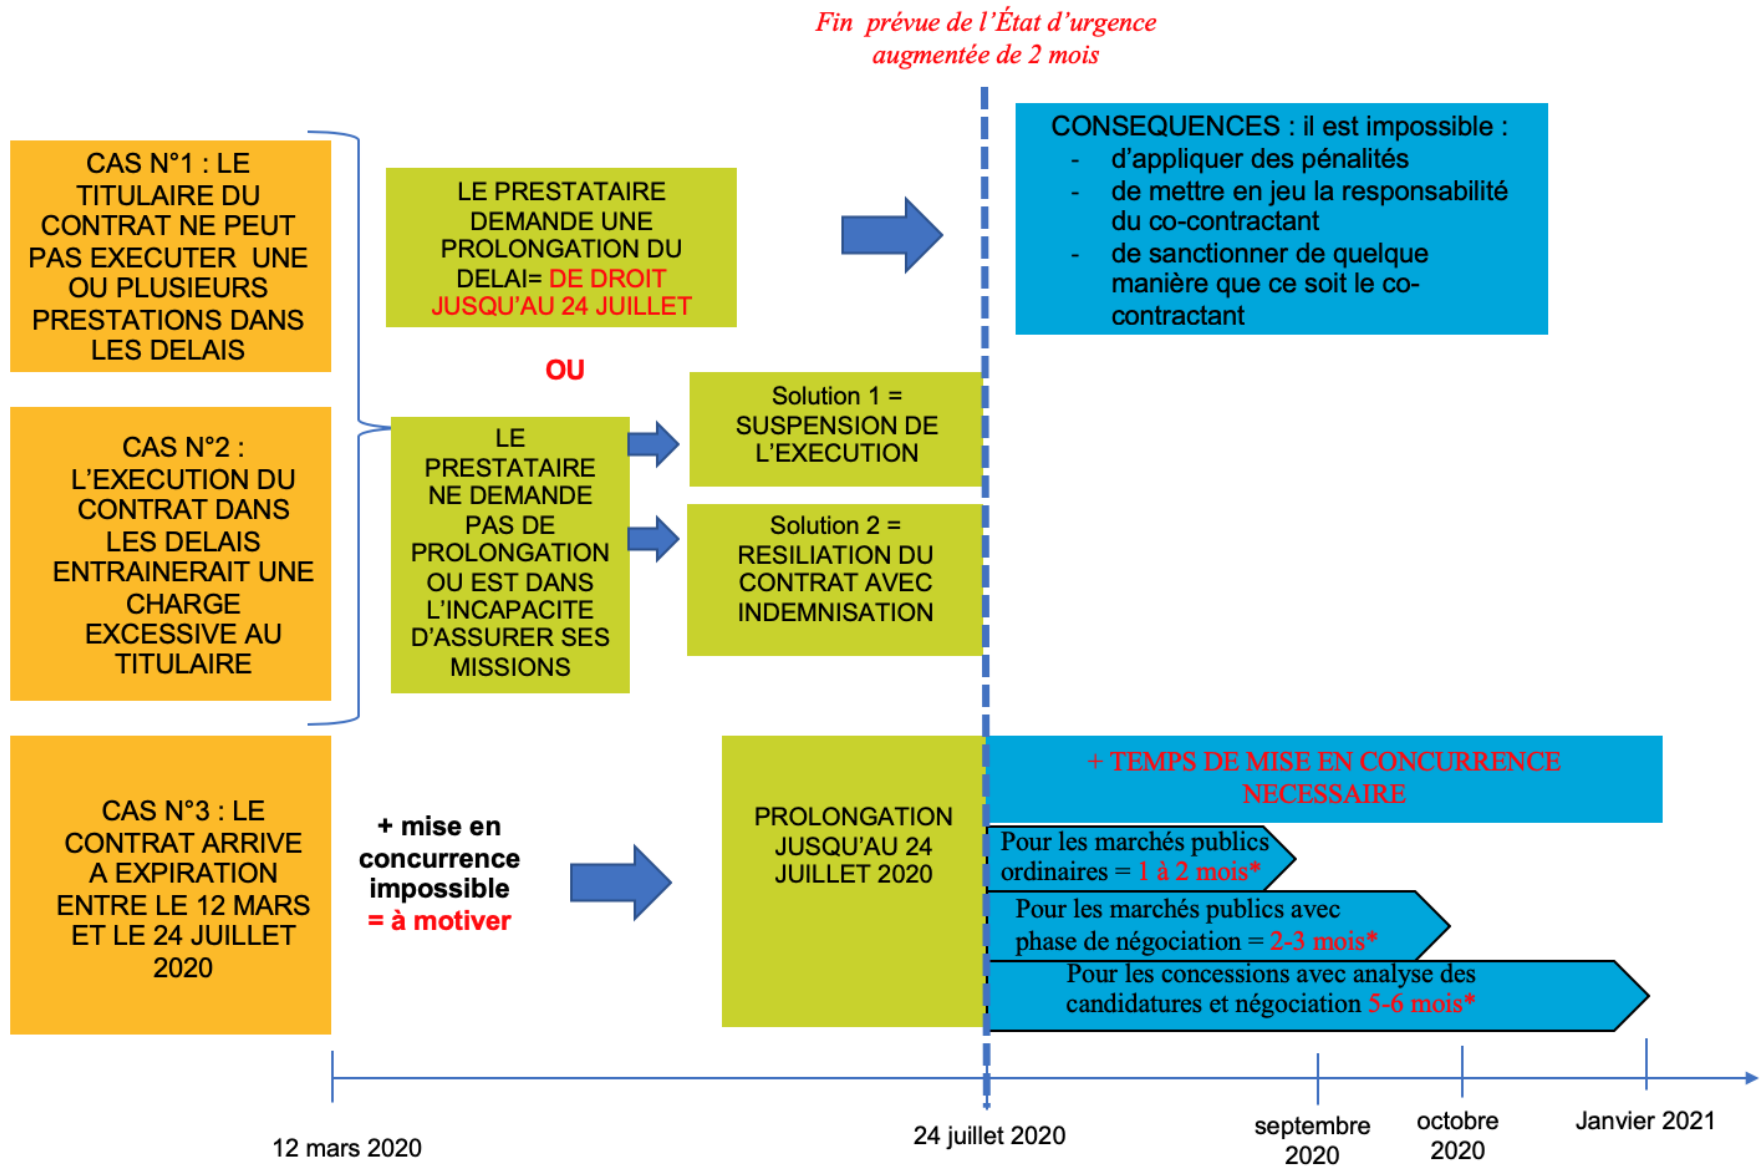 Fin  prévue de l’État d’urgence
augmentée de 2 mois
CAS N°1 : LE
TITULAIRE DU
CONTRAT NE PEUT
PAS EXECUTER  UNE
OU PLUSIEURS
PRESTATIONS DANS
LES DELAIS
LE PRESTATAIRE
DEMANDE UNE
PROLONGATION DU
DELAI= DE DROIT
JUSQU’AU 24 JUILLET
CONSEQUENCES : il est impossible :
- d’appliquer des pénalités
- de mettre en jeu la responsabilité
du co-contractant
- de sanctionner de quelque
manière que ce soit le co-
contractant
OU
CAS N°2 :
L’EXECUTION DU
CONTRAT DANS
LES DELAIS
ENTRAINERAIT UNE
CHARGE
EXCESSIVE AU
TITULAIRE
LE
PRESTATAIRE
NE DEMANDE
PAS DE
PROLONGATION
OU EST DANS
L’INCAPACITE
D’ASSURER SES
MISSIONS
Solution 1 =
SUSPENSION DE
L’EXECUTION
Solution 2 =
RESILIATION DU
CONTRAT AVEC
INDEMNISATION
CAS N°3 : LE
CONTRAT ARRIVE
A EXPIRATION
ENTRE LE 12 MARS
ET LE 24 JUILLET
2020
+ mise en
concurrence
impossible
= à motiver
PROLONGATION
JUSQU’AU 24
JUILLET 2020
+ TEMPS DE MISE EN CONCURRENCE
NECESSAIRE
Pour les marchés publics
ordinaires = 1 à 2 mois*
Pour les marchés publics avec
phase de négociation = 2-3 mois*
Pour les concessions avec analyse des
candidatures et négociation 5-6 mois*
12 mars 2020
24 juillet 2020
septembre
2020
octobre
2020
Janvier 2021